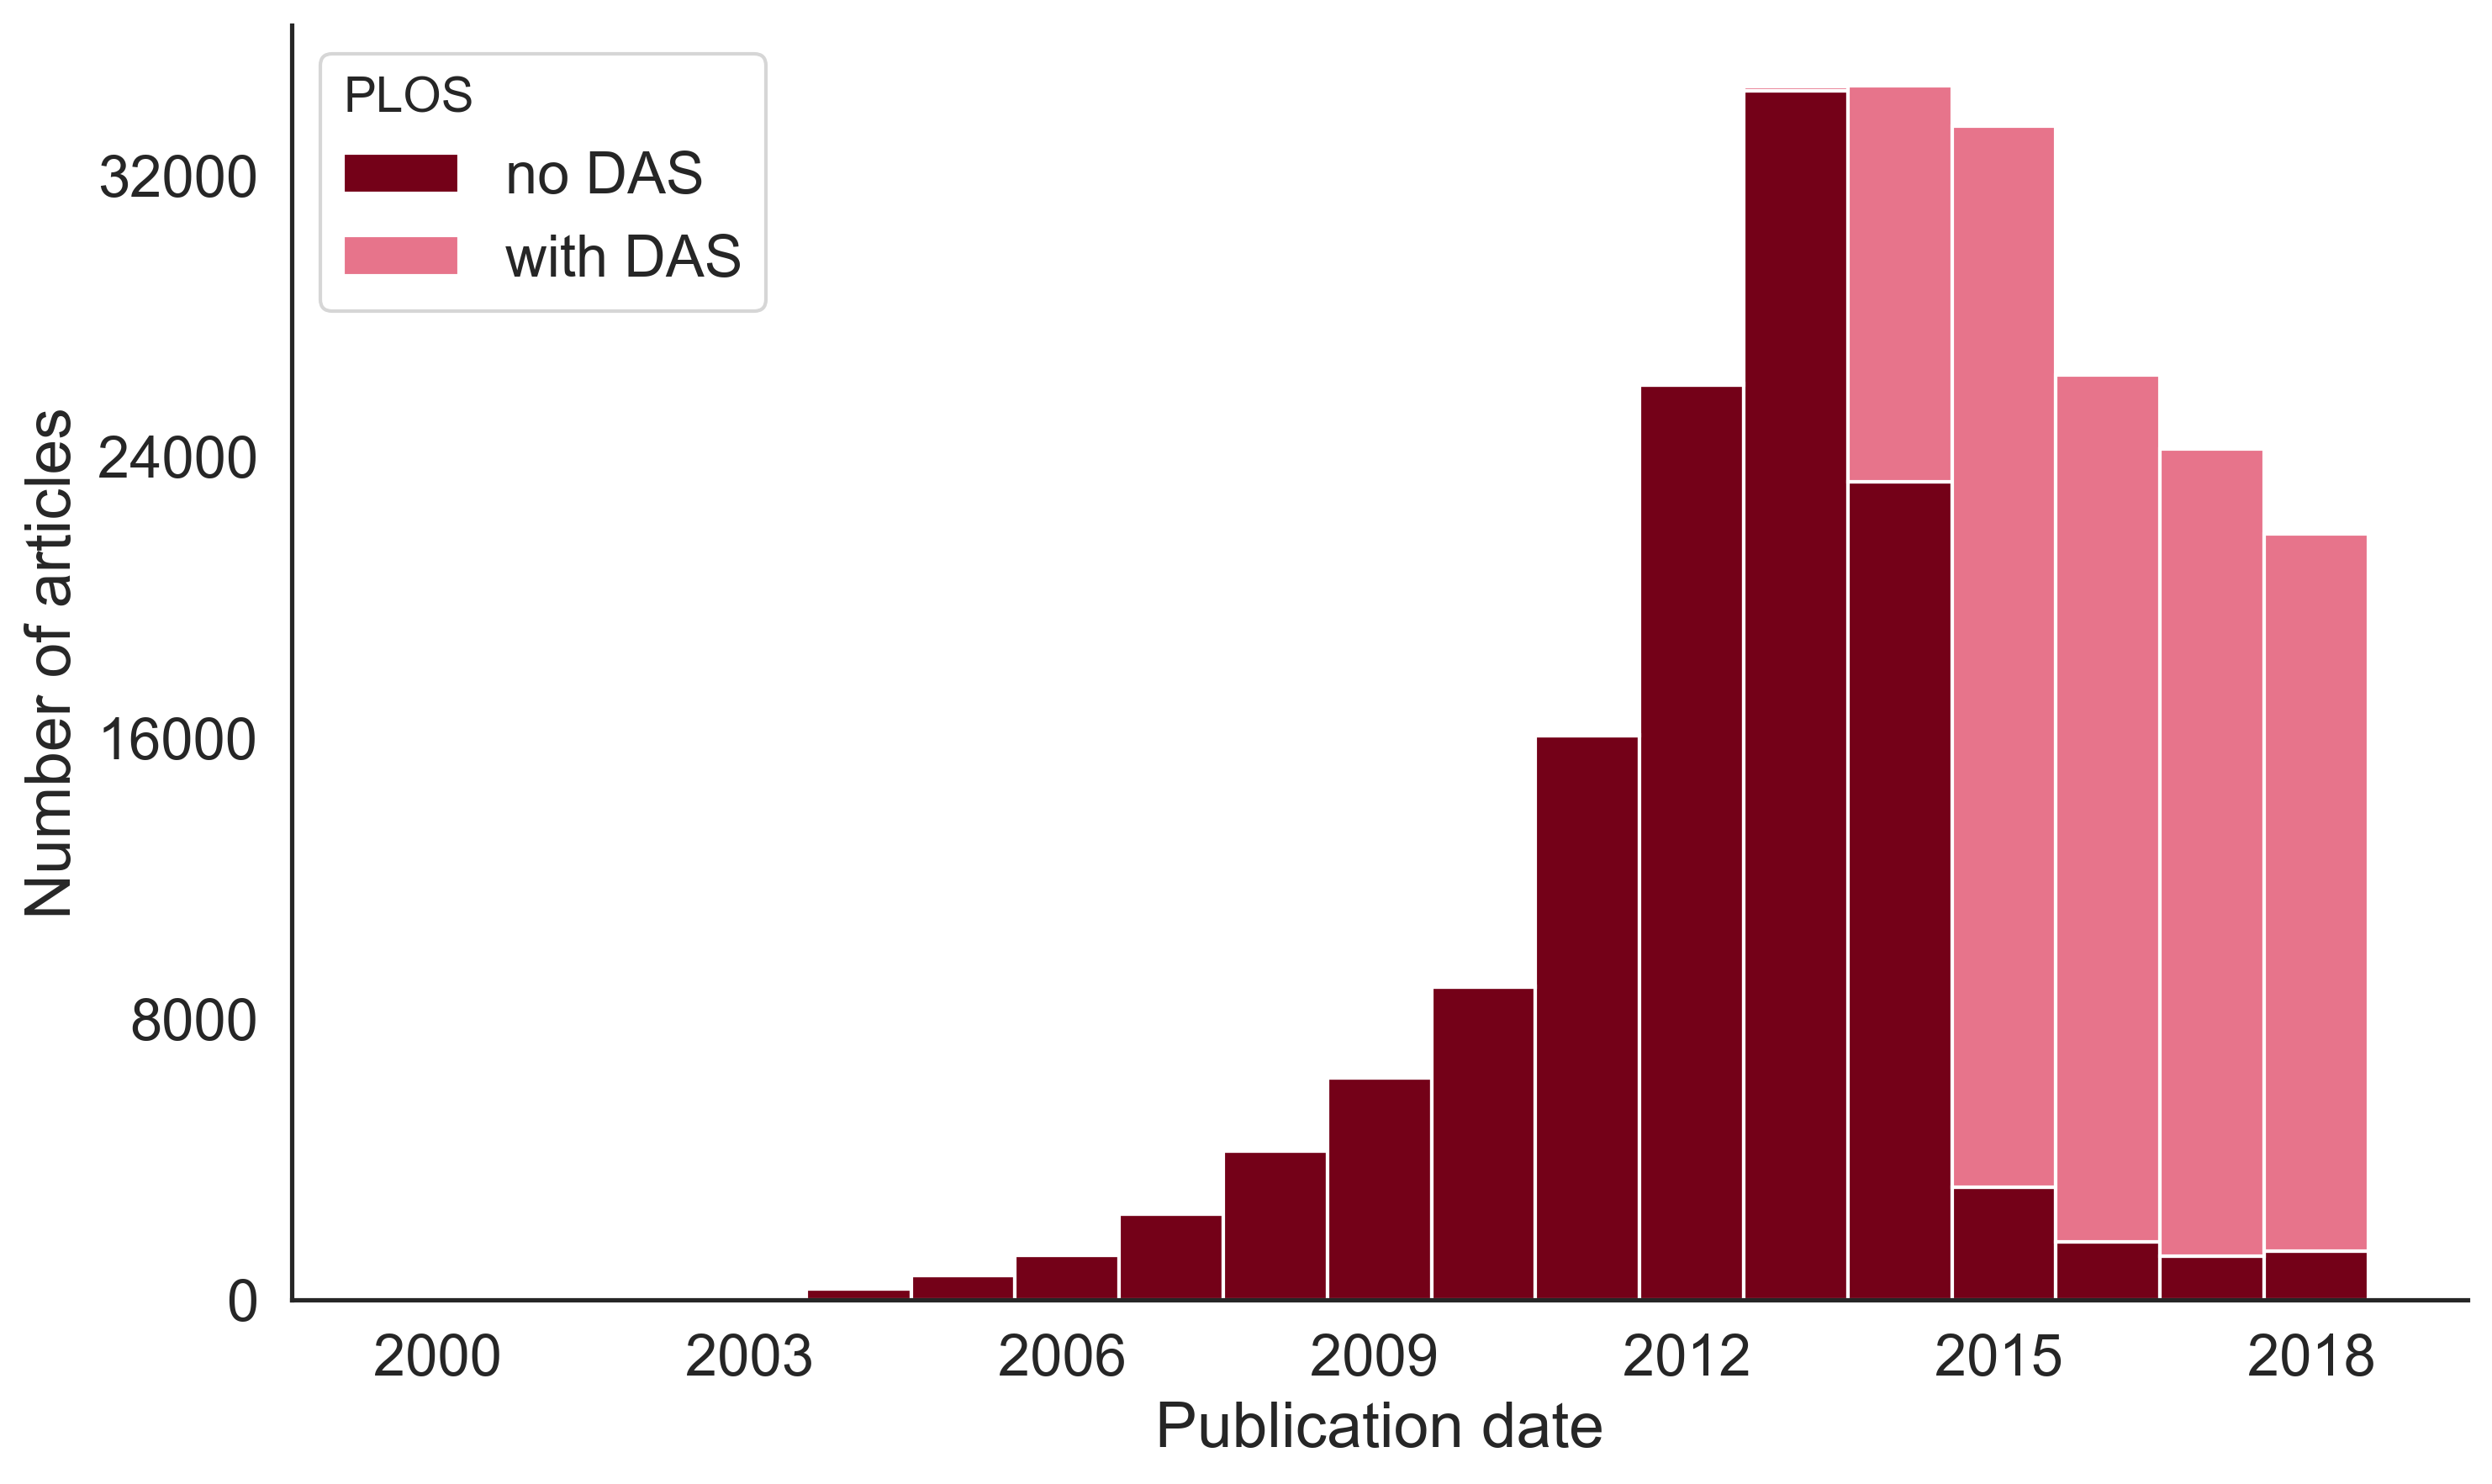 PLOS
no DAS
with DAS
Number of articles
32000
24000
16000
8000
0
2000 2003 2006 2009 2012 2015 2018
Publication date